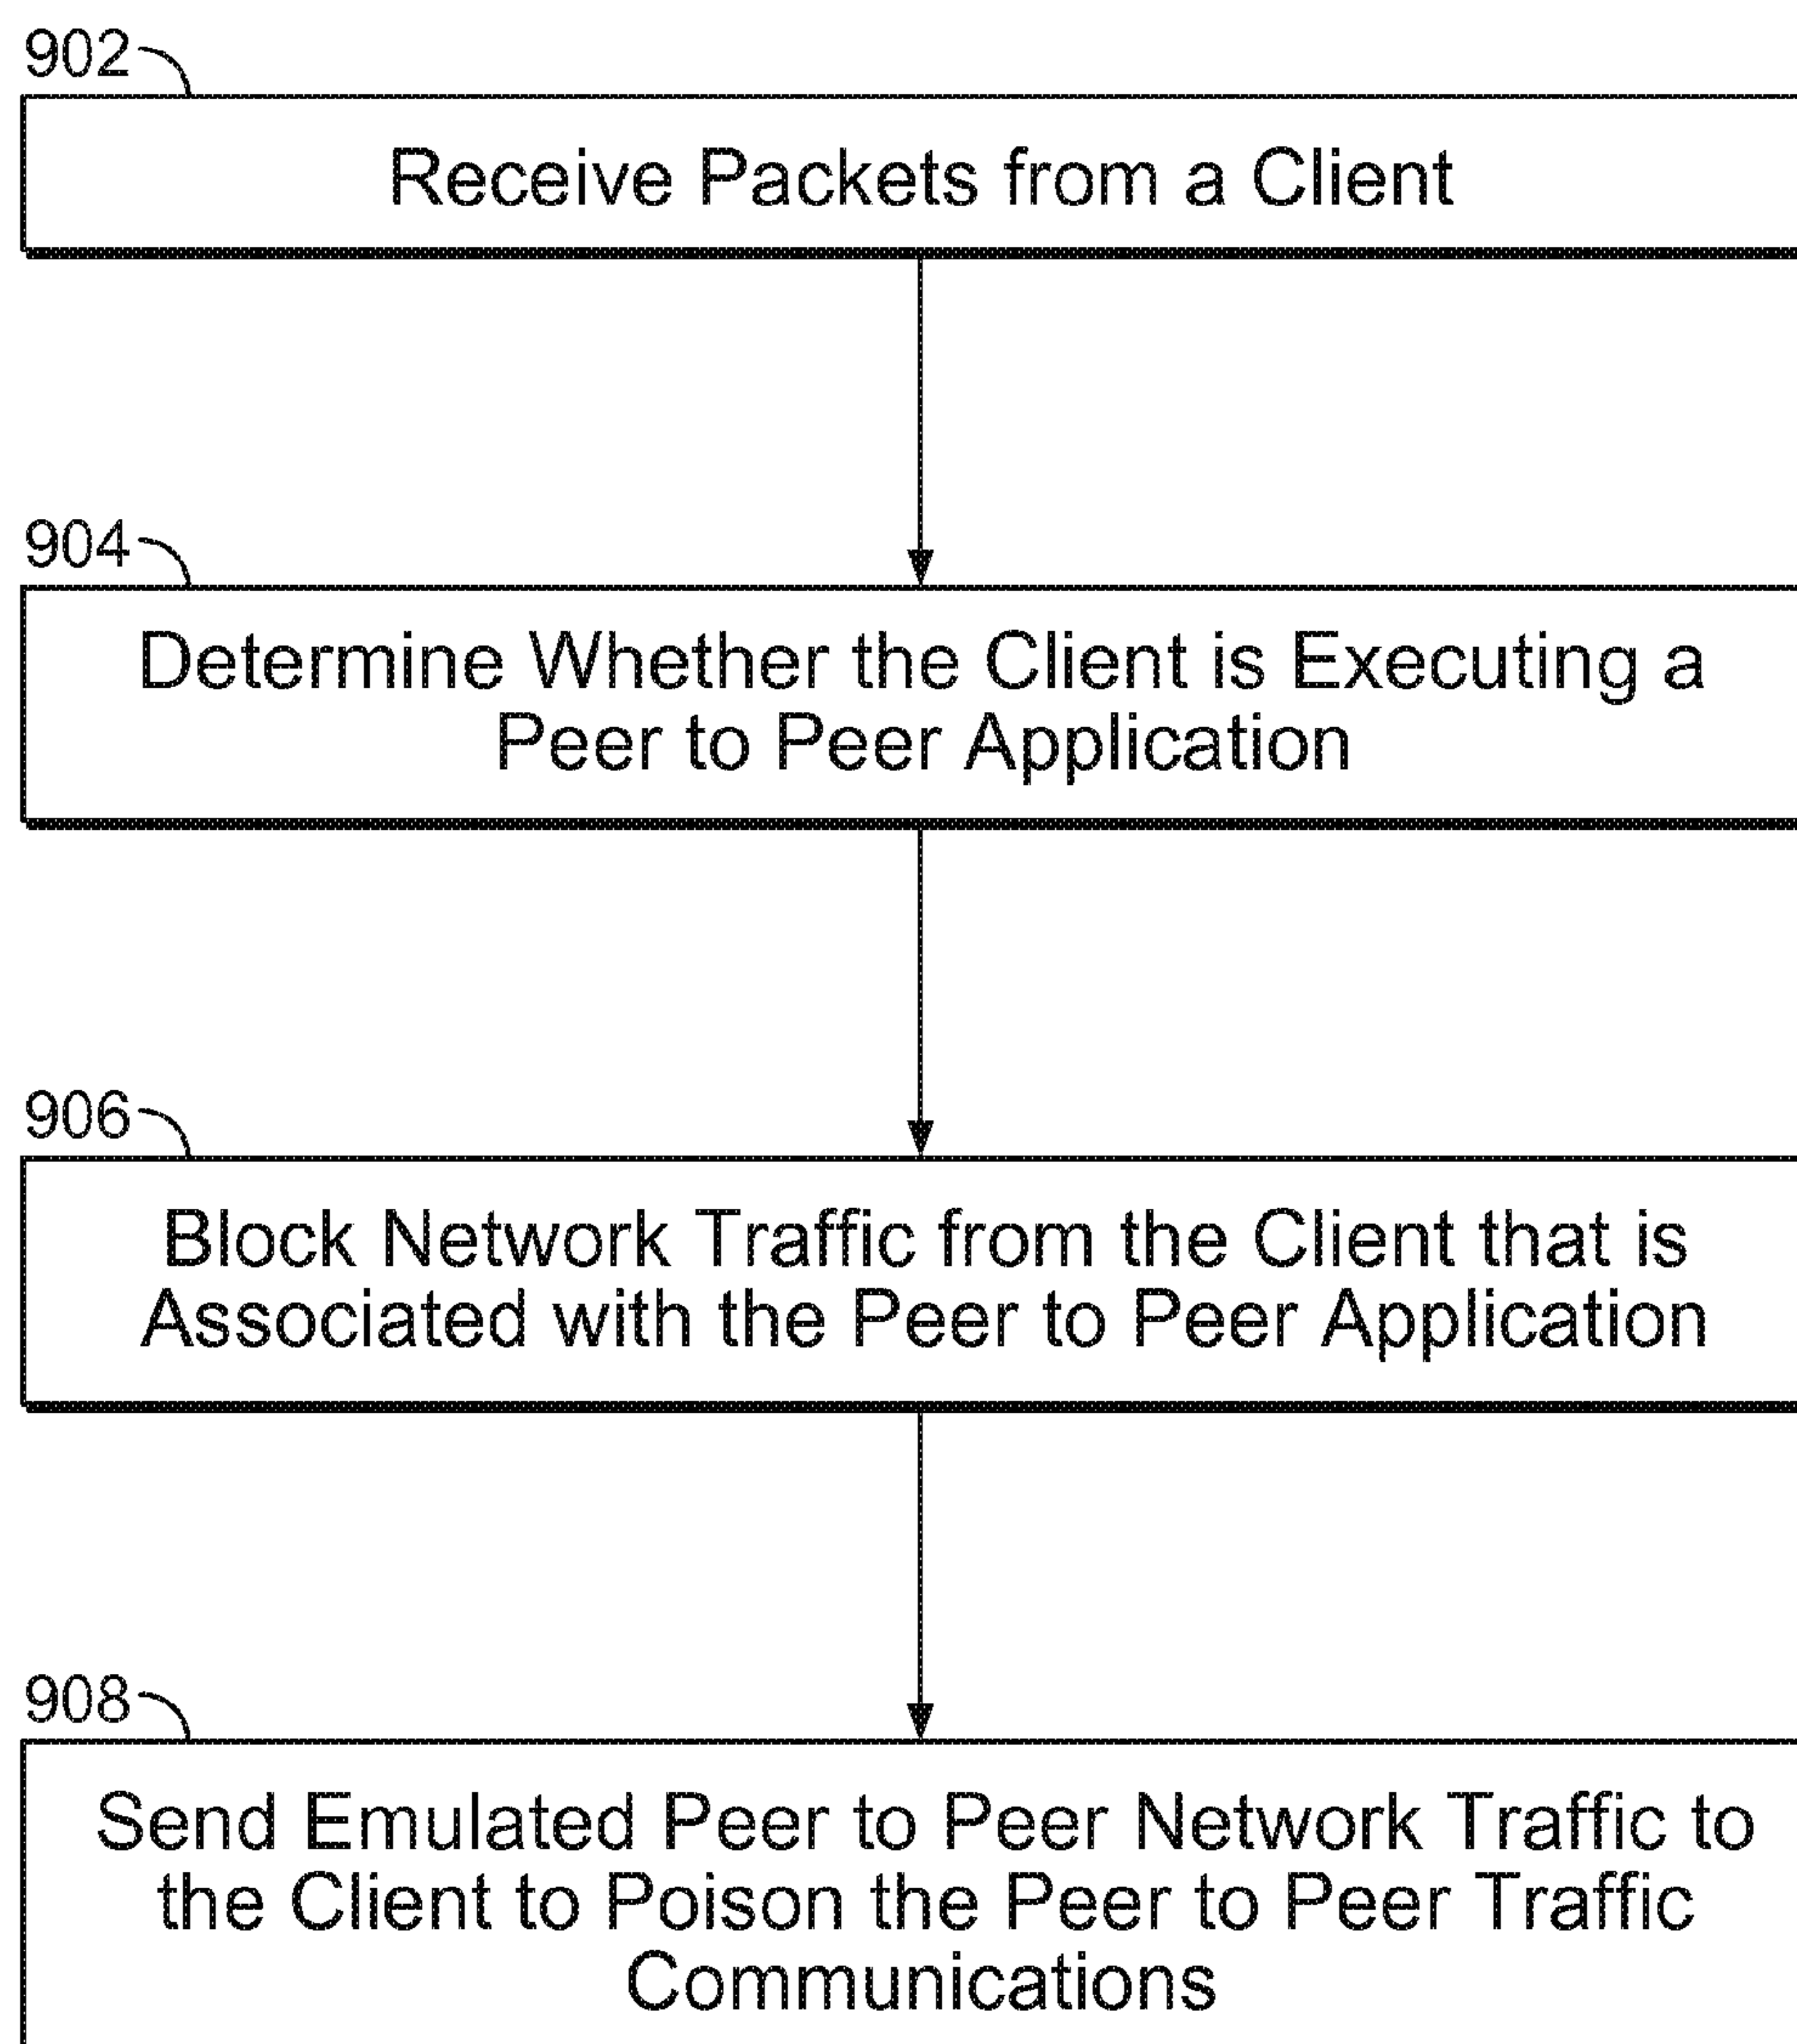 902
Receive Packets from a Client
904
Determine Whether the Client is Executing a
Peer to Peer Application
906
Block Network Traffic from the Client that is
Associated with the Peer to Peer Application
908
Send Emulated Peer to Peer Network Traffic to
the Client to Poison the Peer to Peer Traffic
Communications